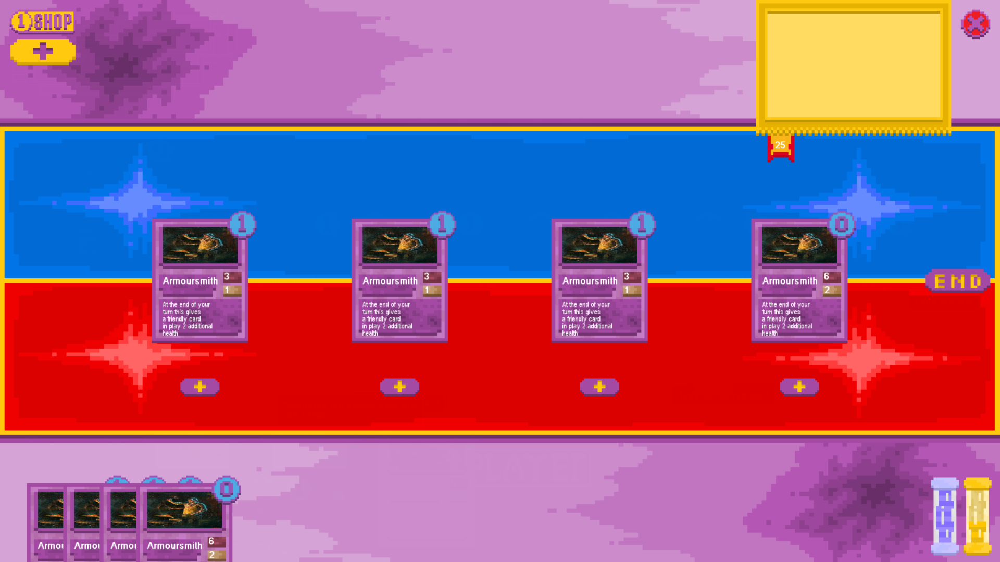 1 SHOP
25
1
1
1
0
Armoursmith
3
1
At the end of your
turn this gives
a friendly card
in play 2 additional
health
Armoursmith
3
1
At the end of your
turn this gives
a friendly card
in play 2 additional
health
Armoursmith
3
1
At the end of your
turn this gives
a friendly card
in play 2 additional
health
Armoursmith
6
2
At the end of your
turn this gives
a friendly card
in play 2 additional
health
END
0
Armou
Armou
Armou
Armoursmith
6
2